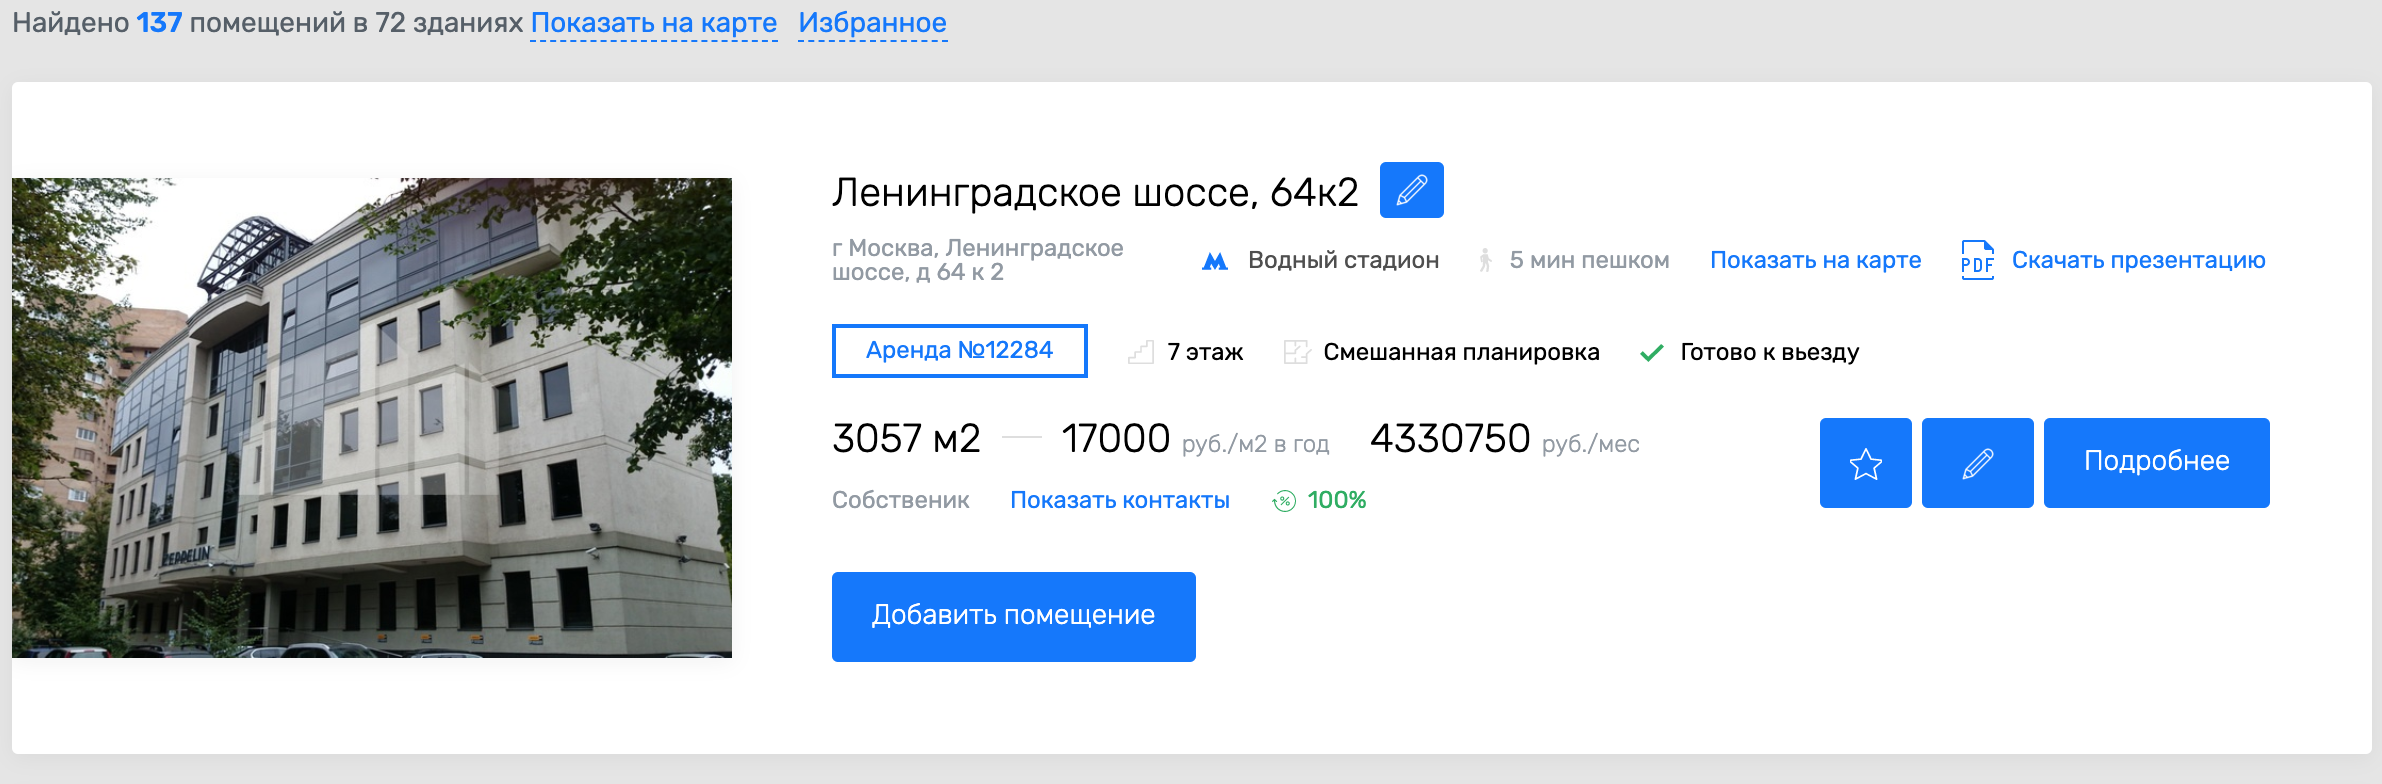 Найдено 137 помещений в 72 зданиях Показать на карте Избранное
Ленинградское шоссе, 64к2
г Москва, Ленинградское
шоссе, д 64 к 2
Водный стадион 5 мин пешком Показать на карте PDF Скачать презентацию
Аренда №12284 7 этаж Смешанная планировка Готово к вьезду
3057 м2 17000 руб./м2 в год 4330750 руб./мес
Подробнее
Собственик Показать контакты % 100%
Добавить помещение
ZEPPELIN